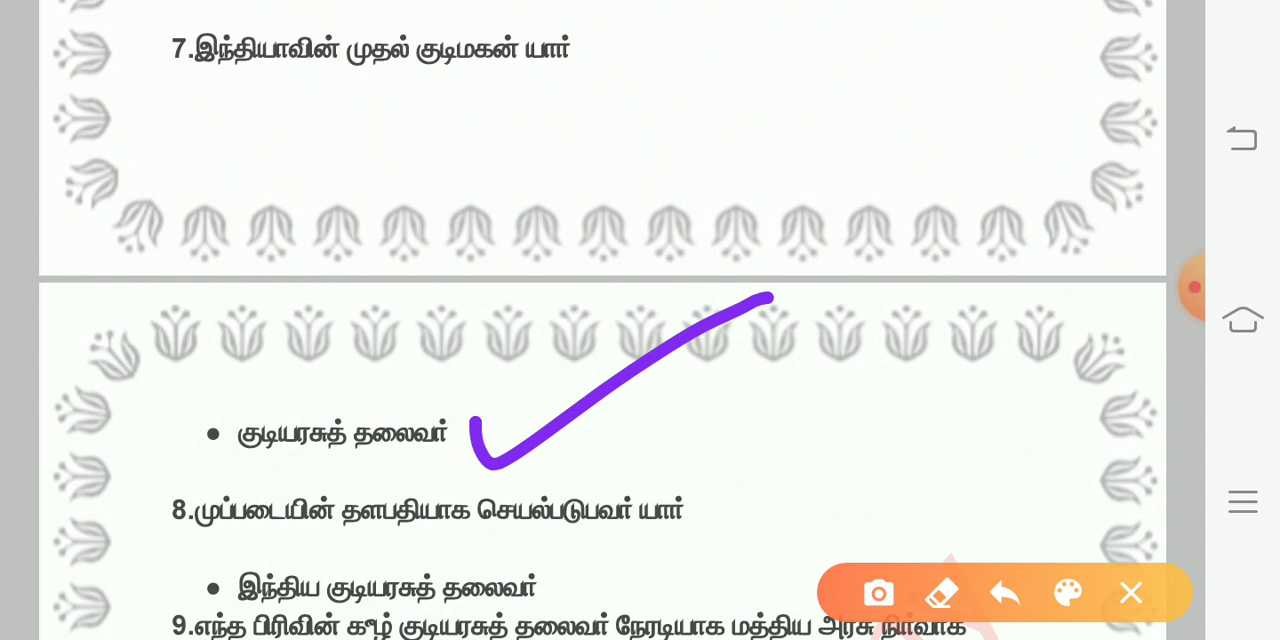 7.இந்தியாவின் முதல் குடிமகன் யார்
● குடியரசுத் தலைவர்
8.முப்படையின் தளபதியாக செயல்படுபவர் யார்
● இந்திய குடியரசுத் தலைவர்
9.எந்த பிரிவின் கீழ் குடியரசுத் தலைவர் நேரடியாக மத்திய அரசு நிர்வாக